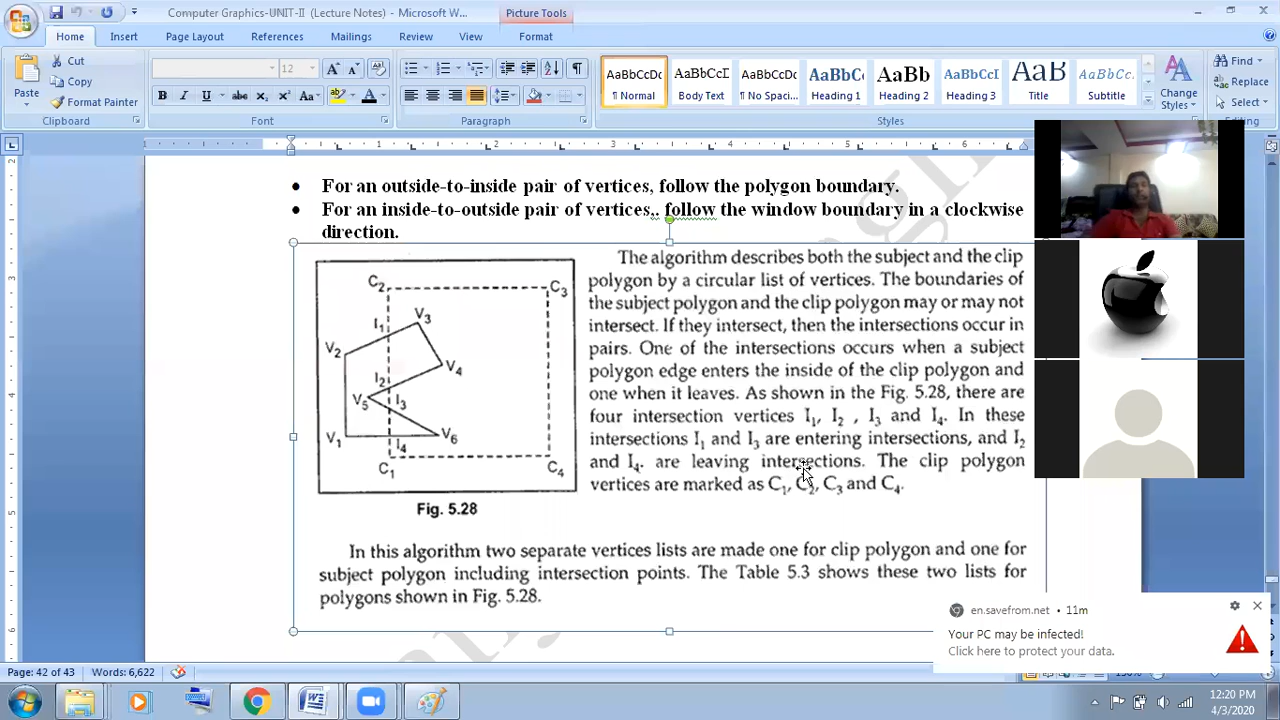 Computer Graphics-UNIT-II (Lecture Notes) - Microsoft W...
Picture Tools
Home Insert Page Layout References Mailings Review View Format
Paste
Cut
Copy
Format Painter
12
AaBbCcDc AaBbCcI AaBbCcDc AaBbCc AaBb AaBbCcI AaBb AaBbCcDc
¶ Normal Body Text ¶ No Spaci... Heading 1 Heading 2 Heading 3 Title Subtitle
Change Styles
Find
Replace
Select
Clipboard Font Paragraph Styles Editing
• For an outside-to-inside pair of vertices, follow the polygon boundary.
• For an inside-to-outside pair of vertices,. follow the window boundary in a clockwise
direction.
The algorithm describes both the subject and the clip
polygon by a circular list of vertices. The boundaries of
the subject polygon and the clip polygon may or may not
intersect. If they intersect, then the intersections occur in
pairs. One of the intersections occurs when a subject
polygon edge enters the inside of the clip polygon and
one when it leaves. As shown in the Fig. 5.28, there are
four intersection vertices I₁, I₂ , I₃ and I₄. In these
intersections I₁ and I₃ are entering intersections, and I₂
and I₄. are leaving intersections. The clip polygon
vertices are marked as C₁, C₂, C₃ and C₄.
C₂ C₃
I₁ V₃
V₂
I₂ V₄
V₅ I₃
V₁ I₄ V₆
C₁ C₄
Fig. 5.28
In this algorithm two separate vertices lists are made one for clip polygon and one for
subject polygon including intersection points. The Table 5.3 shows these two lists for
polygons shown in Fig. 5.28.
en.savefrom.net • 11m
Your PC may be infected!
Click here to protect your data.
Page: 42 of 43 Words: 6,622
12:20 PM
4/3/2020